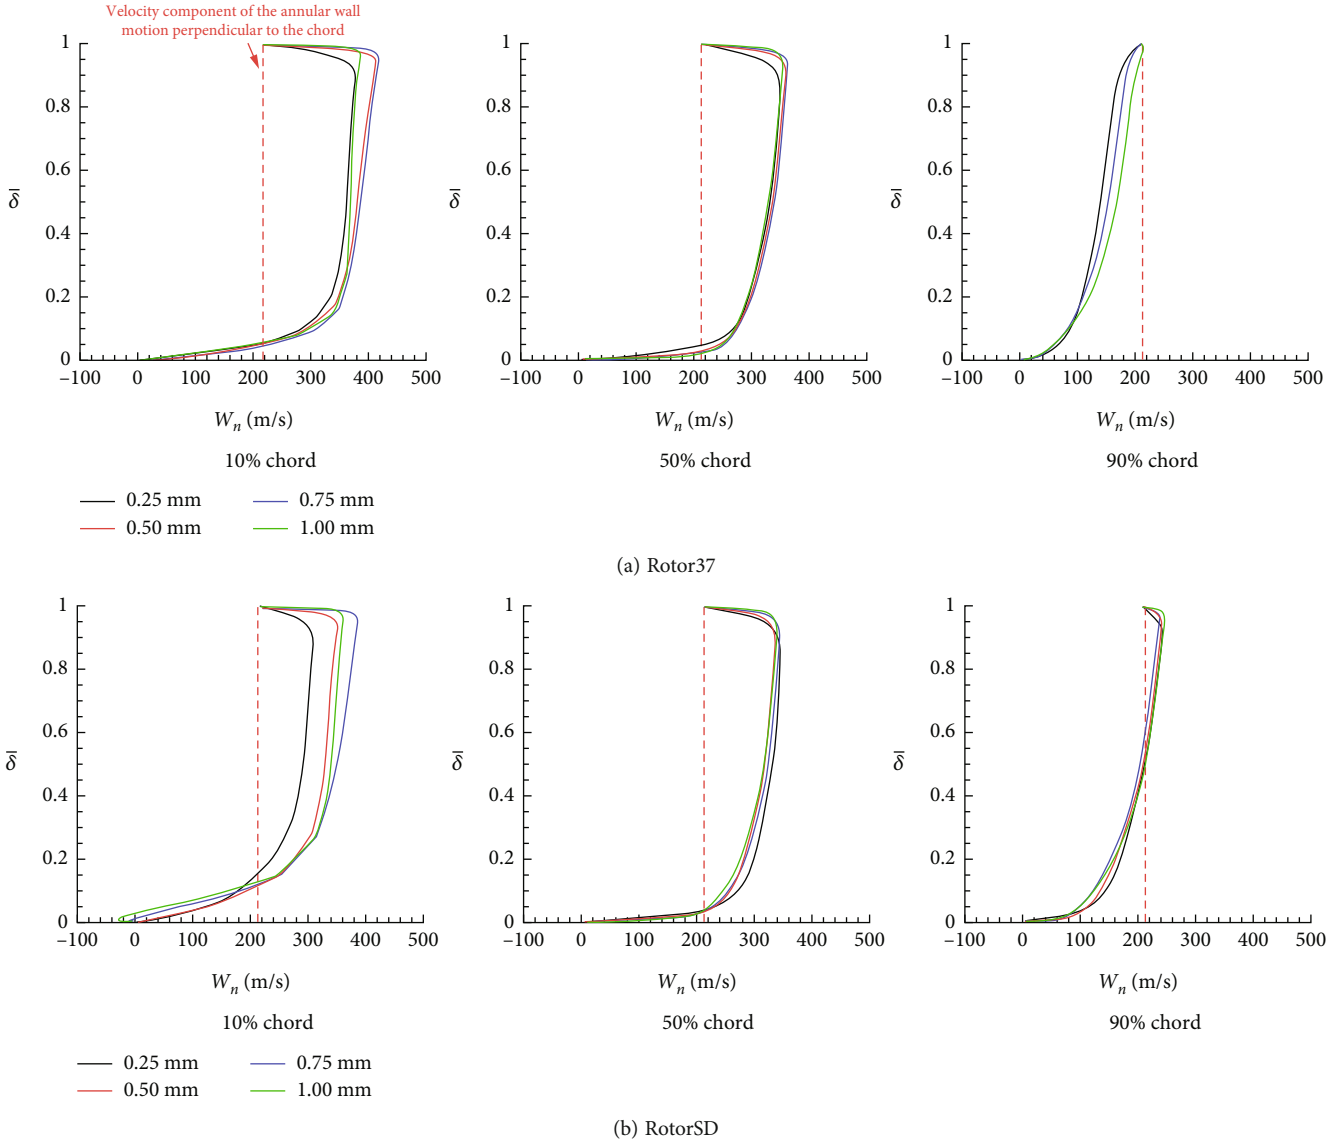 Velocity component of the annular wall
motion perpendicular to the chord
1
0.8
0.6
0.4
0.2
0
δ̄
–100 0 100 200 300 400 500
Wn (m/s)
10% chord
1
0.8
0.6
0.4
0.2
0
δ̄
–100 0 100 200 300 400 500
Wn (m/s)
50% chord
1
0.8
0.6
0.4
0.2
0
δ̄
–100 0 100 200 300 400 500
Wn (m/s)
90% chord
0.25 mm 0.75 mm
0.50 mm 1.00 mm
(a) Rotor37
1
0.8
0.6
0.4
0.2
0
δ̄
–100 0 100 200 300 400 500
Wn (m/s)
10% chord
1
0.8
0.6
0.4
0.2
0
δ̄
–100 0 100 200 300 400 500
Wn (m/s)
50% chord
1
0.8
0.6
0.4
0.2
0
δ̄
–100 0 100 200 300 400 500
Wn (m/s)
90% chord
0.25 mm 0.75 mm
0.50 mm 1.00 mm
(b) RotorSD